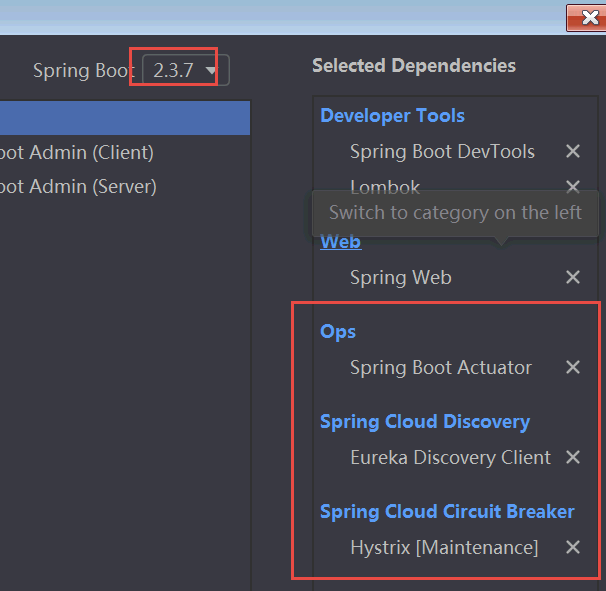 Spring Boot 2.3.7
oot Admin (Client)
oot Admin (Server)
Selected Dependencies
Developer Tools
Spring Boot DevTools
Lombok
Switch to category on the left
Web
Spring Web
Ops
Spring Boot Actuator
Spring Cloud Discovery
Eureka Discovery Client
Spring Cloud Circuit Breaker
Hystrix [Maintenance]